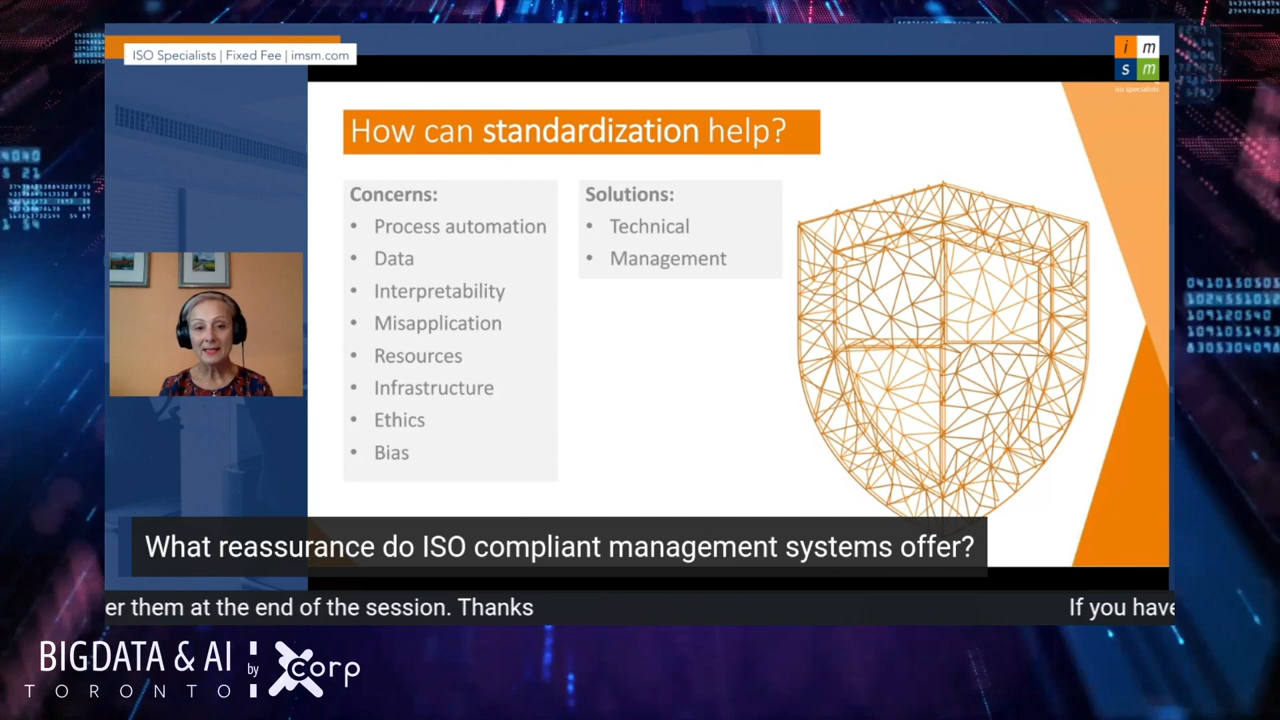 ISO Specialists | Fixed Fee | imsm.com
i m
s m
iso specialists
How can standardization help?
Concerns:
• Process automation
• Data
• Interpretability
• Misapplication
• Resources
• Infrastructure
• Ethics
• Bias
Solutions:
• Technical
• Management
What reassurance do ISO compliant management systems offer?
er them at the end of the session. Thanks
If you have
BIGDATA & AI
TORONTO
by
corp